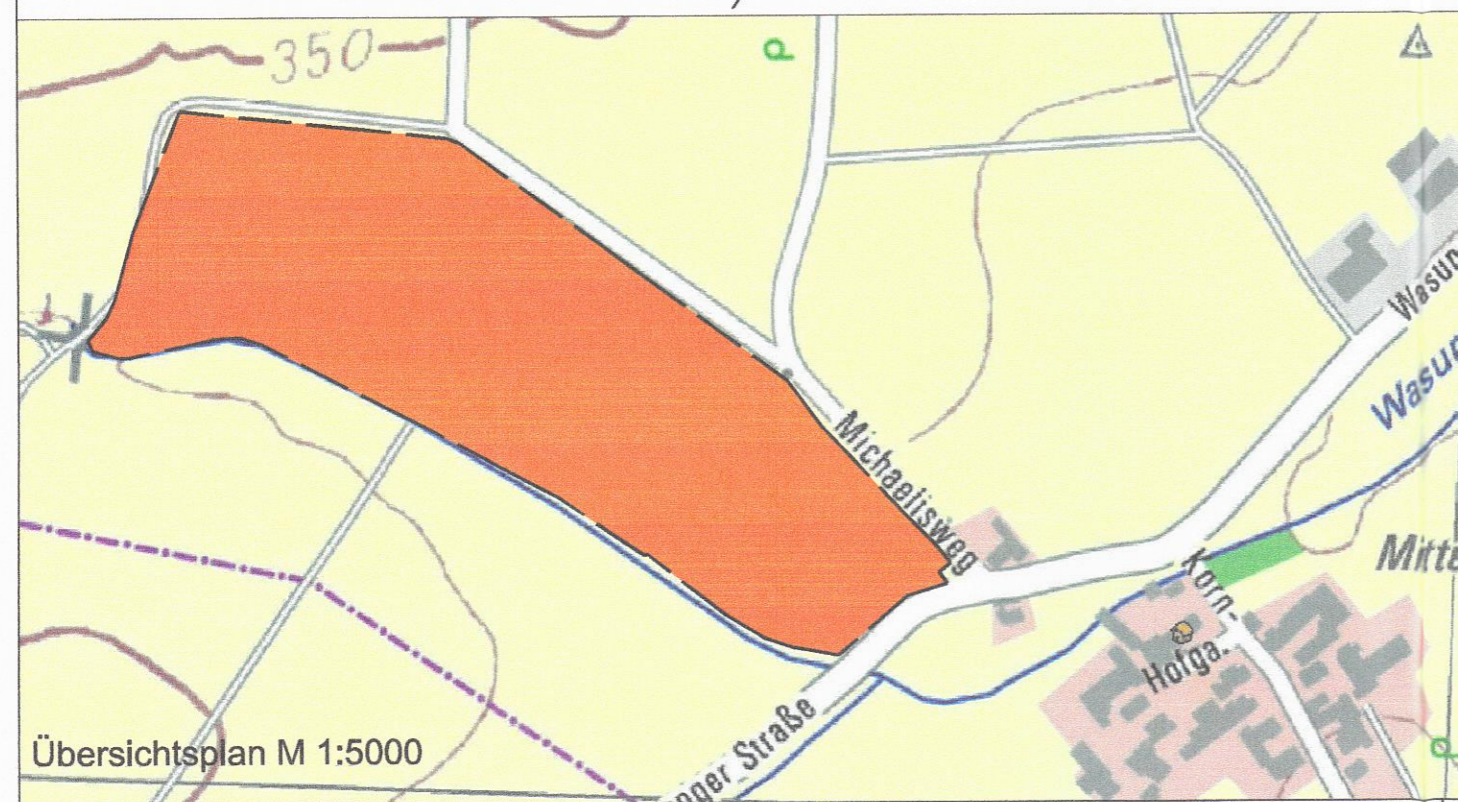 350
Michaelisweg
Wasun
Wasun
Korn-
Hofga.
Mitte
nger Straße
Übersichtsplan M 1:5000